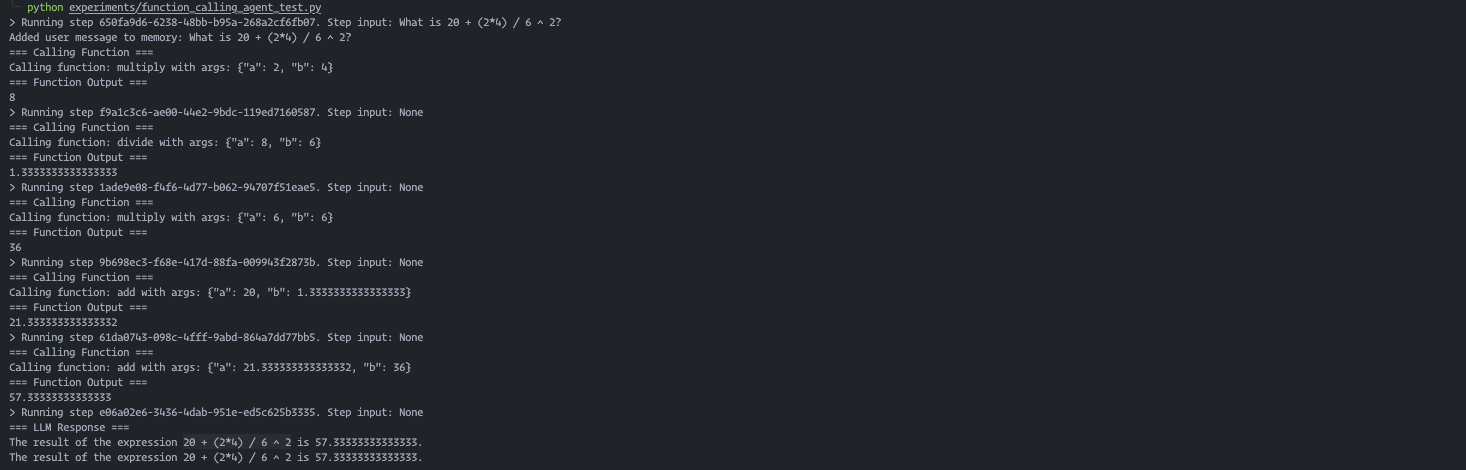 python experiments/function_calling_agent_test.py
> Running step 650fa9d6-6238-48bb-b95a-268a2cf6fb07. Step input: What is 20 + (2*4) / 6 ^ 2?
Added user message to memory: What is 20 + (2*4) / 6 ^ 2?
=== Calling Function ===
Calling function: multiply with args: {"a": 2, "b": 4}
=== Function Output ===
8
> Running step f9a1c3c6-ae00-44e2-9bdc-119ed7160587. Step input: None
=== Calling Function ===
Calling function: divide with args: {"a": 8, "b": 6}
=== Function Output ===
1.3333333333333333
> Running step 1ade9e08-f4f6-4d77-b062-94707f51eae5. Step input: None
=== Calling Function ===
Calling function: multiply with args: {"a": 6, "b": 6}
=== Function Output ===
36
> Running step 9b698ec3-f68e-417d-88fa-009943f2873b. Step input: None
=== Calling Function ===
Calling function: add with args: {"a": 20, "b": 1.3333333333333333}
=== Function Output ===
21.333333333333332
> Running step 61da0743-098c-4fff-9abd-864a7dd77bb5. Step input: None
=== Calling Function ===
Calling function: add with args: {"a": 21.333333333333332, "b": 36}
=== Function Output ===
57.33333333333333
> Running step e06a02e6-3436-4dab-951e-ed5c625b3335. Step input: None
=== LLM Response ===
The result of the expression 20 + (2*4) / 6 ^ 2 is 57.33333333333333.
The result of the expression 20 + (2*4) / 6 ^ 2 is 57.33333333333333.